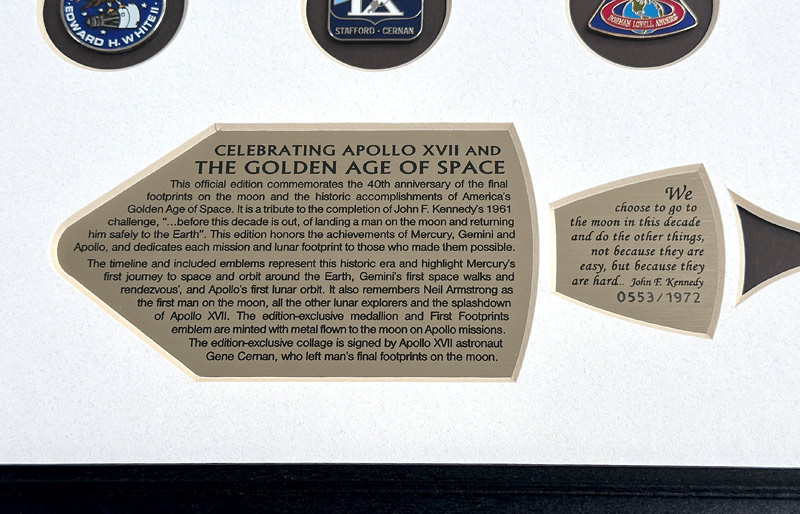 EDWARD H. WHITE II
IX
STAFFORD · CERNAN
NORMAN LOVELL ANDERS
CELEBRATING APOLLO XVII AND
THE GOLDEN AGE OF SPACE
This official edition commemorates the 40th anniversary of the final
footprints on the moon and the historic accomplishments of America's
Golden Age of Space. It is a tribute to the completion of John F. Kennedy's 1961
challenge, "...before this decade is out, of landing a man on the moon and returning
him safely to the Earth". This edition honors the achievements of Mercury, Gemini and
Apollo, and dedicates each mission and lunar footprint to those who made them possible.
The timeline and included emblems represent this historic era and highlight Mercury's
first journey to space and orbit around the Earth, Gemini's first space walks and
rendezvous', and Apollo's first lunar orbit. It also remembers Neil Armstrong as
the first man on the moon, all the other lunar explorers and the splashdown
of Apollo XVII. The edition-exclusive medallion and First Footprints
emblem are minted with metal flown to the moon on Apollo missions.
The edition-exclusive collage is signed by Apollo XVII astronaut
Gene Cernan, who left man's final footprints on the moon.
We
choose to go to
the moon in this decade
and do the other things,
not because they are
easy, but because they
are hard... John F. Kennedy
0553/1972